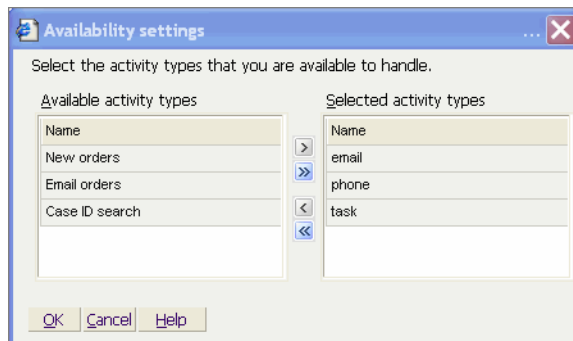 Availability settings ...
Select the activity types that you are available to handle.
Available activity types
Name
New orders
Email orders
Case ID search
>
»
<
«
Selected activity types
Name
email
phone
task
OK Cancel Help